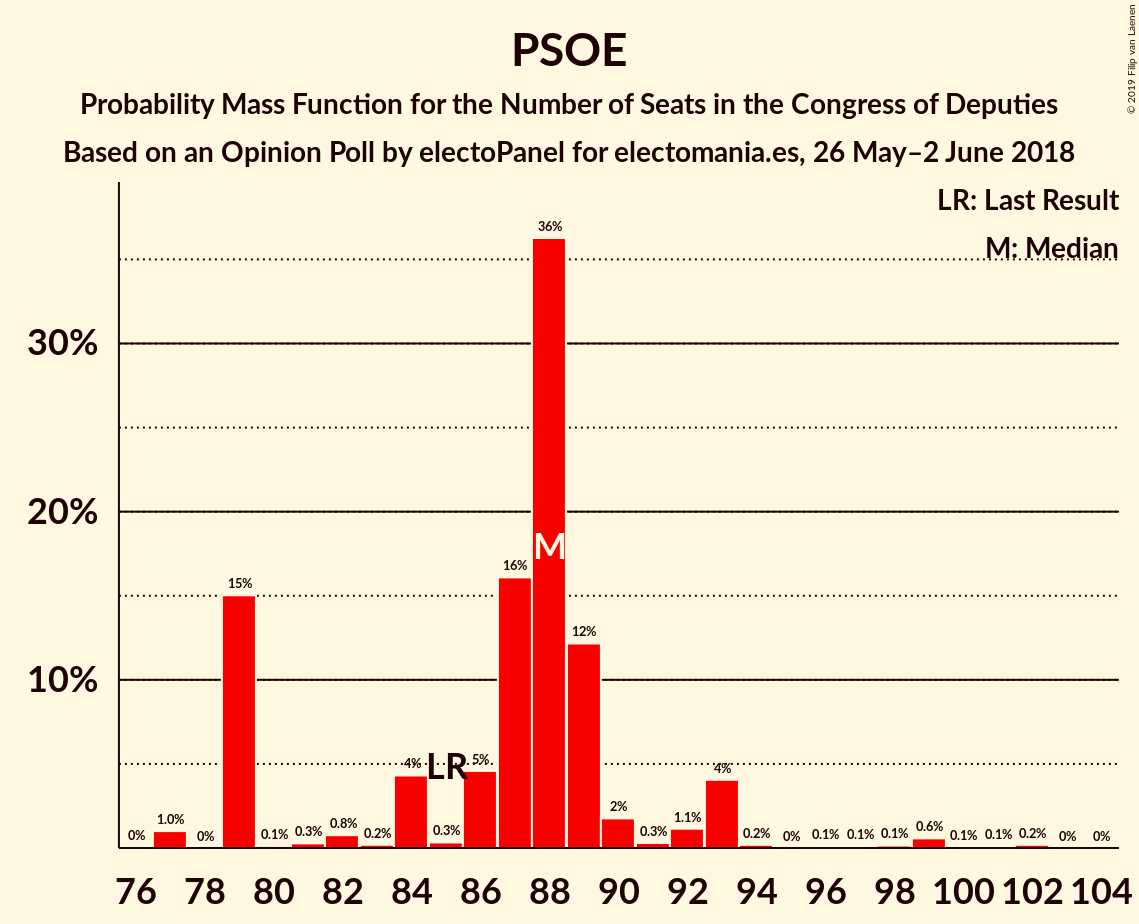 © 2019 Filip van Laenen
PSOE
Probability Mass Function for the Number of Seats in the Congress of Deputies
Based on an Opinion Poll by electoPanel for electomania.es, 26 May–2 June 2018
LR: Last Result
M: Median
30%
20%
10%
0% 1.0% 0% 15% 0.1% 0.3% 0.8% 0.2% 4% 0.3% 5% 16% 36% 12% 2% 0.3% 1.1% 4% 0.2% 0% 0.1% 0.1% 0.1% 0.6% 0.1% 0.1% 0.2% 0% 0%
LR
M
76 78 80 82 84 86 88 90 92 94 96 98 100 102 104